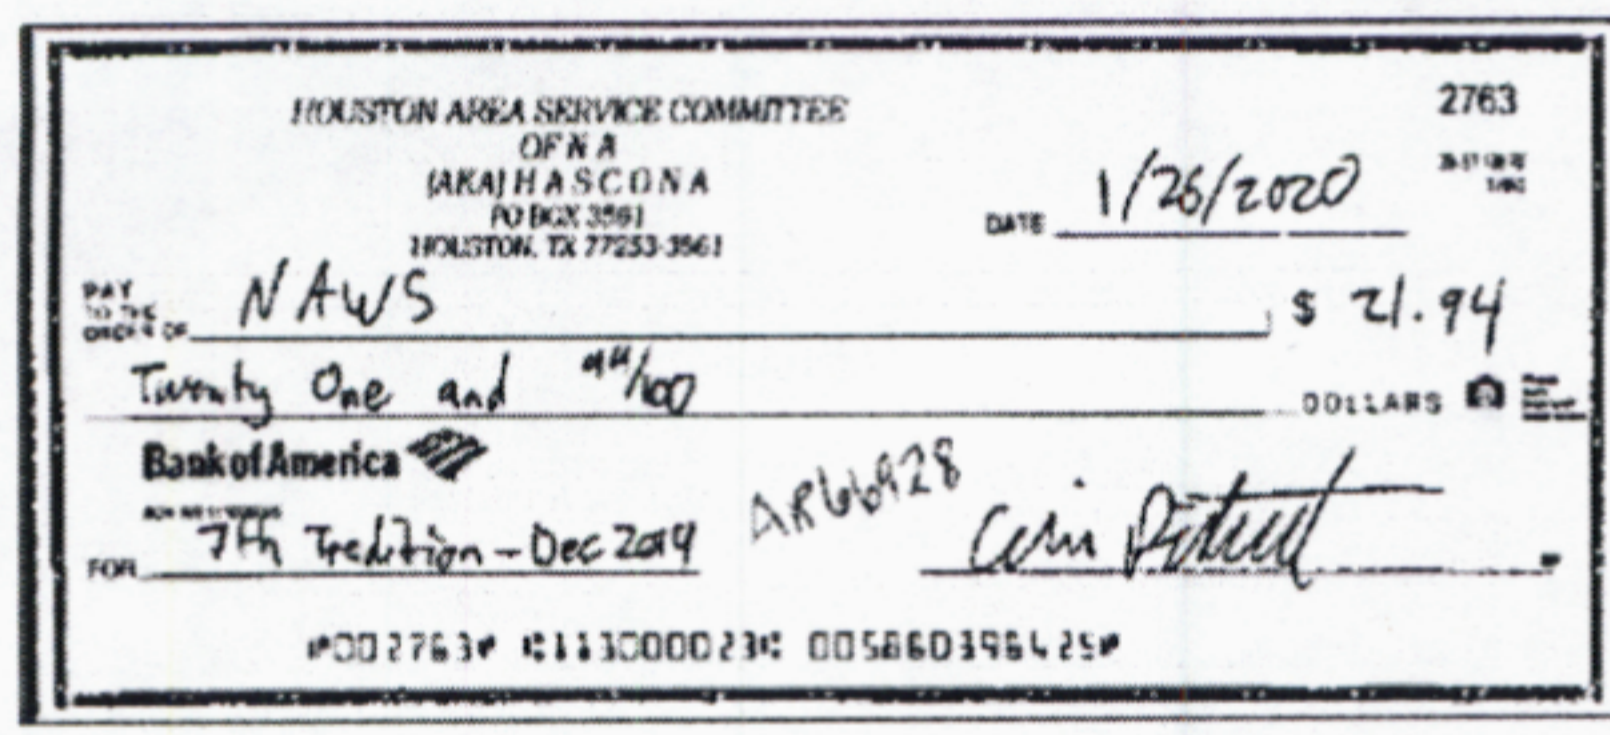 HOUSTON AREA SERVICE COMMITTEE
2763
OF N A
(AKA) H A S C O N A
PO BOX 3561
HOUSTON, TX 77253-3561
DATE 1/26/2020
PAY TO THE ORDER OF NAWS $ 21.94
Twenty One and 94/100 DOLLARS
Bank of America
AR66928
FOR 7th Tradition - Dec 2019
⑈002763⑈ ⑆113000023⑆